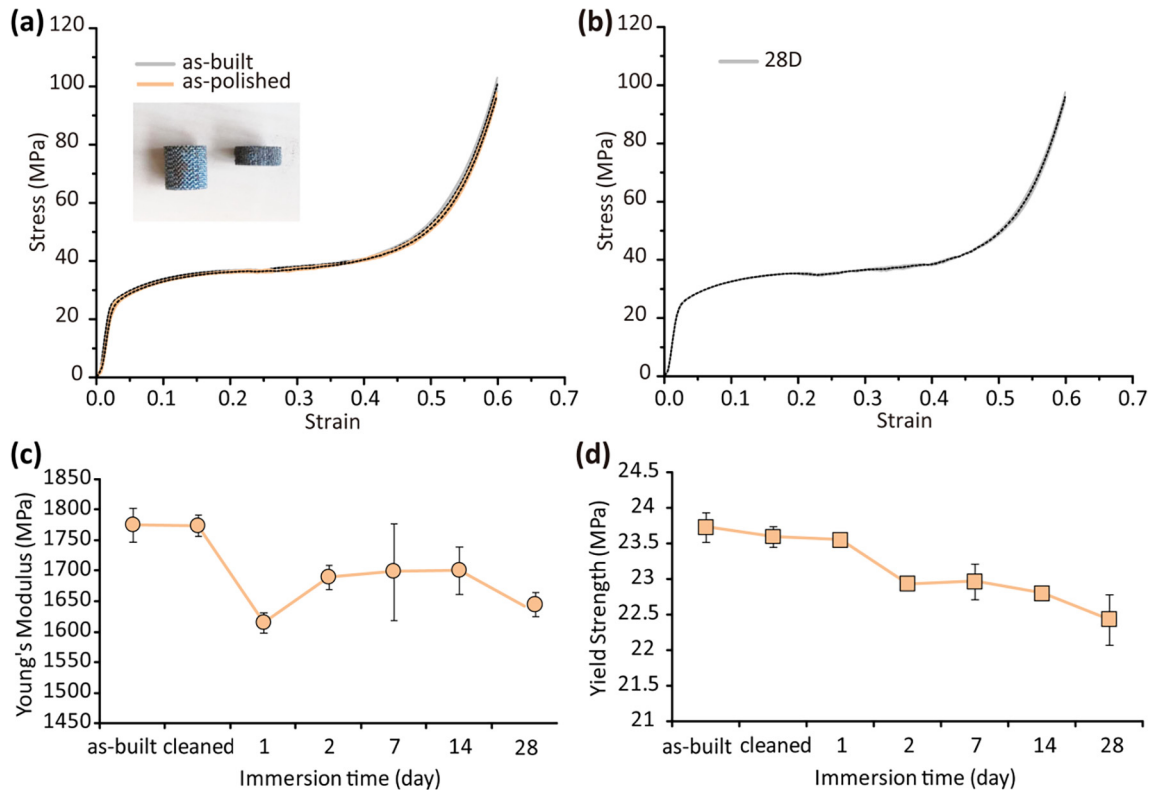 (a)
120
100
80
60
40
20
0
Stress (MPa)
as-built
as-polished
0.0 0.1 0.2 0.3 0.4 0.5 0.6 0.7
Strain
(b)
120
100
80
60
40
20
0
Stress (MPa)
28D
0.0 0.1 0.2 0.3 0.4 0.5 0.6 0.7
Strain
(c)
1850
1800
1750
1700
1650
1600
1550
1500
1450
Young's Modulus (MPa)
as-built cleaned 1 2 7 14 28
Immersion time (day)
(d)
24.5
24
23.5
23
22.5
22
21.5
21
Yield Strength (MPa)
as-built cleaned 1 2 7 14 28
Immersion time (day)